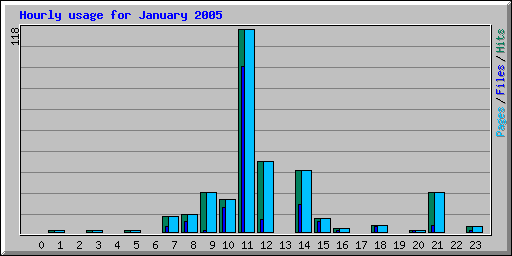 Hourly usage for January 2005
118
Pages / Files / Hits
0 1 2 3 4 5 6 7 8 9 10 11 12 13 14 15 16 17 18 19 20 21 22 23